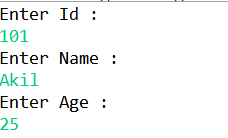 Enter Id :
101
Enter Name :
Akil
Enter Age :
25